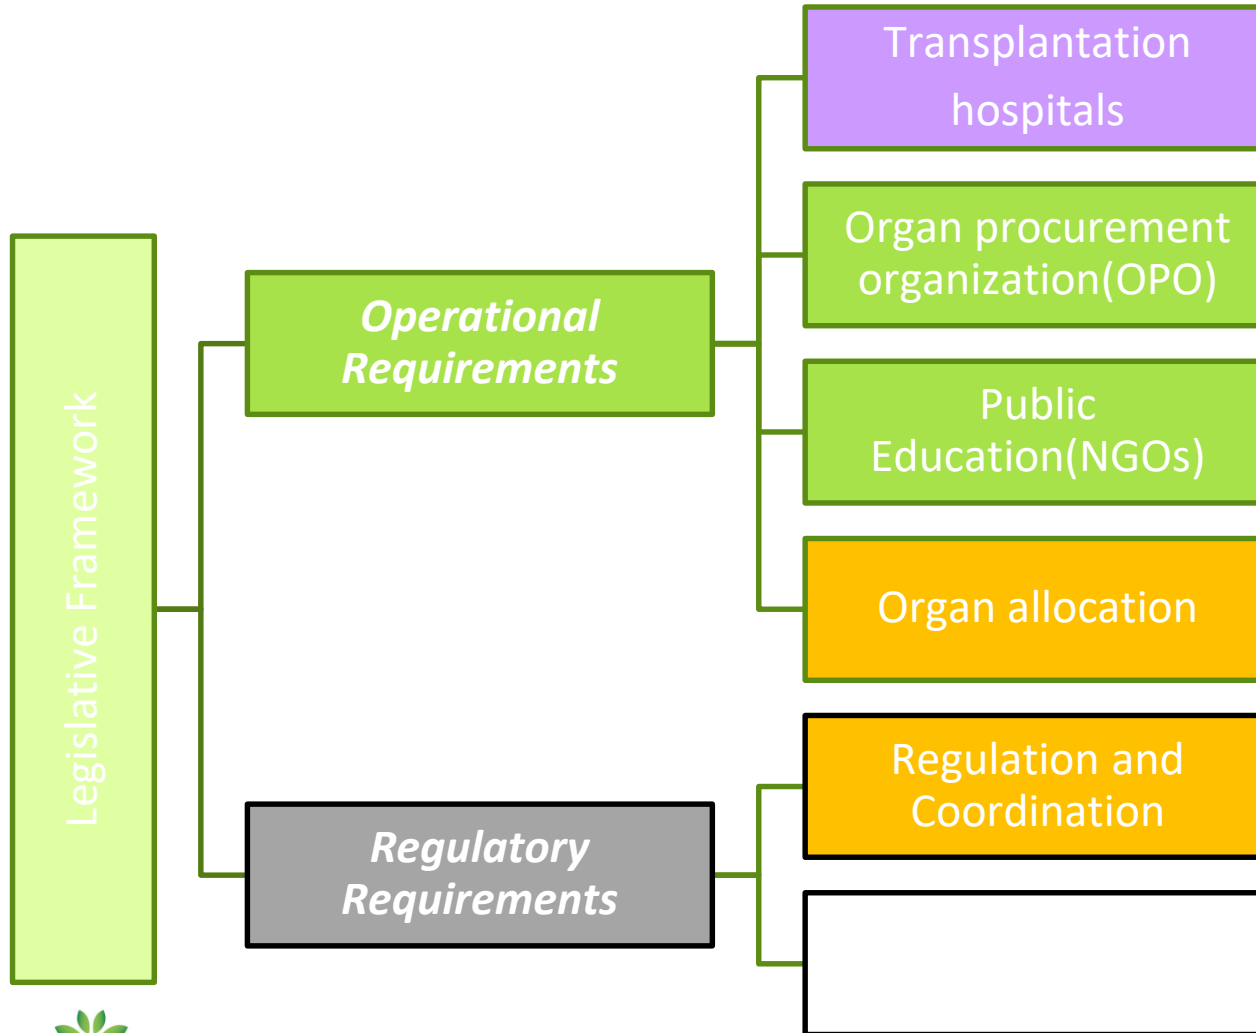 Legislative Framework
Operational
Requirements
Regulatory
Requirements
Transplantation
hospitals
Organ procurement
organization(OPO)
Public
Education(NGOs)
Organ allocation
Regulation and
Coordination